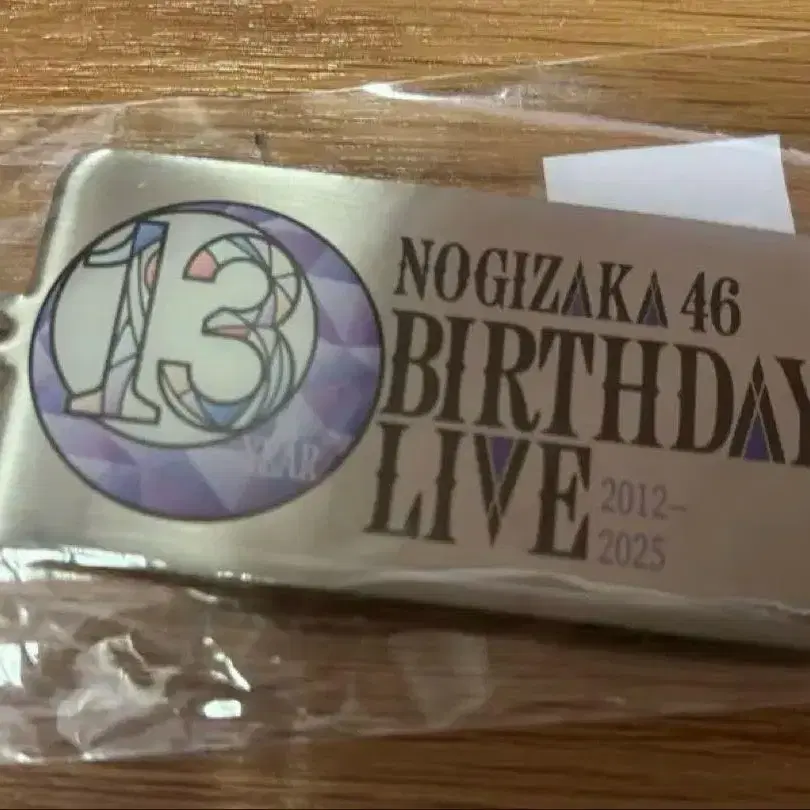 13
YEAR
NOGIZAKA 46
BIRTHDAY
LIVE
2012–
2025